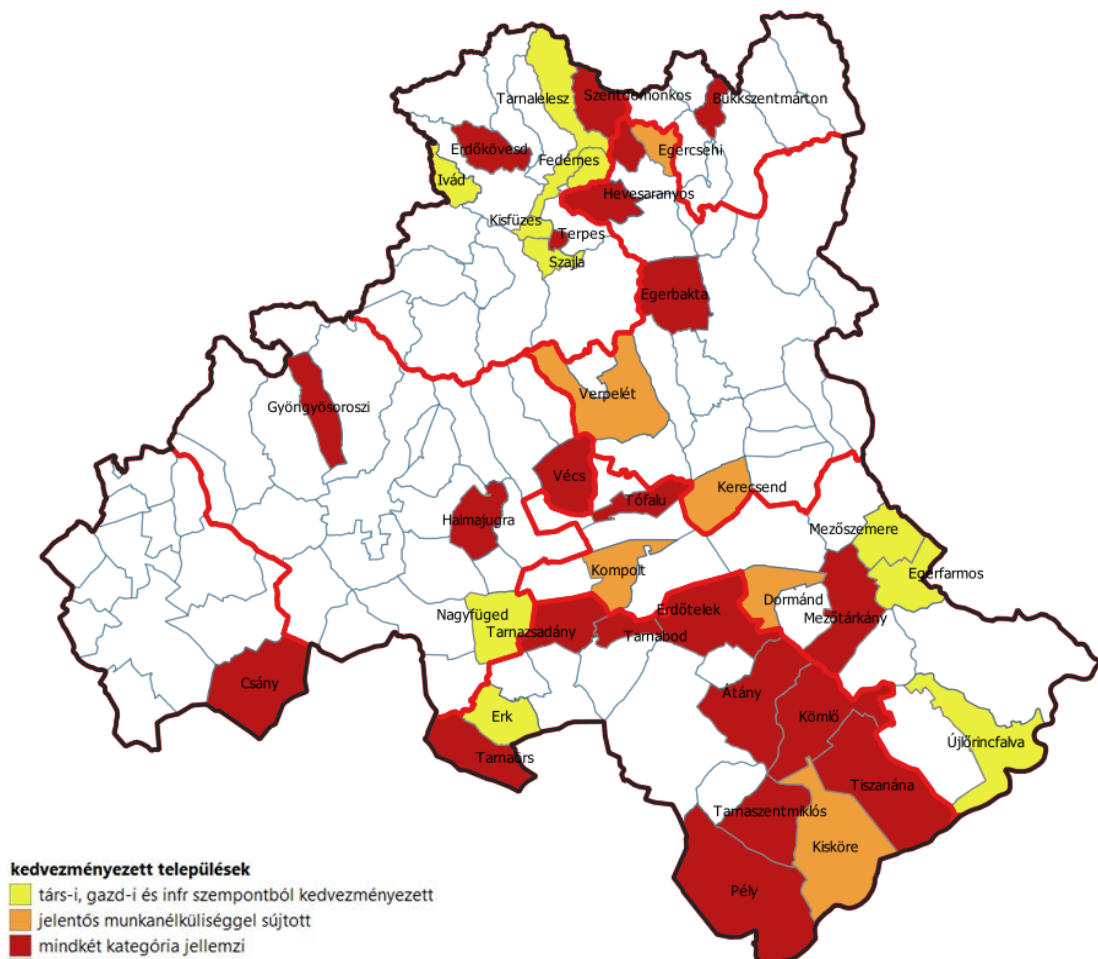 Tarnalelesz
Szentdomonkos
Bükkszentmárton
Erdőkövesd
Fedémes
Egercsehi
Ivád
Hevesaranyos
Kisfüzes
Terpes
Szajla
Egerbakta
Verpelét
Gyöngyösoroszi
Vécs
Kerecsend
Tófalu
Halmajugra
Mezőszemere
Kompolt
Egerfarmos
Dormánd
Erdőtelek
Nagyfüged
Mezőtárkány
Tarnazsadány
Tarnabod
Csány
Átány
Kömlő
Erk
Újlőrincfalva
Tarnaörs
Tiszanána
Tarnaszentmiklós
Kisköre
Pély
kedvezményezett települések
társ-i, gazd-i és infr szempontból kedvezményezett
jelentős munkanélküliséggel sújtott
mindkét kategória jellemzi